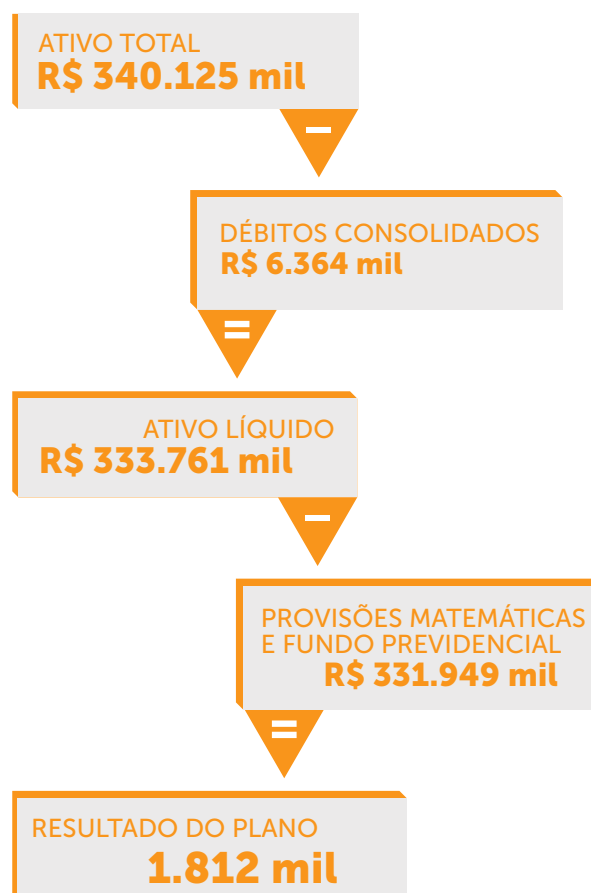 ATIVO TOTAL
R$ 340.125 mil
–
DÉBITOS CONSOLIDADOS
R$ 6.364 mil
=
ATIVO LÍQUIDO
R$ 333.761 mil
–
PROVISÕES MATEMÁTICAS
E FUNDO PREVIDENCIAL
R$ 331.949 mil
=
RESULTADO DO PLANO
1.812 mil